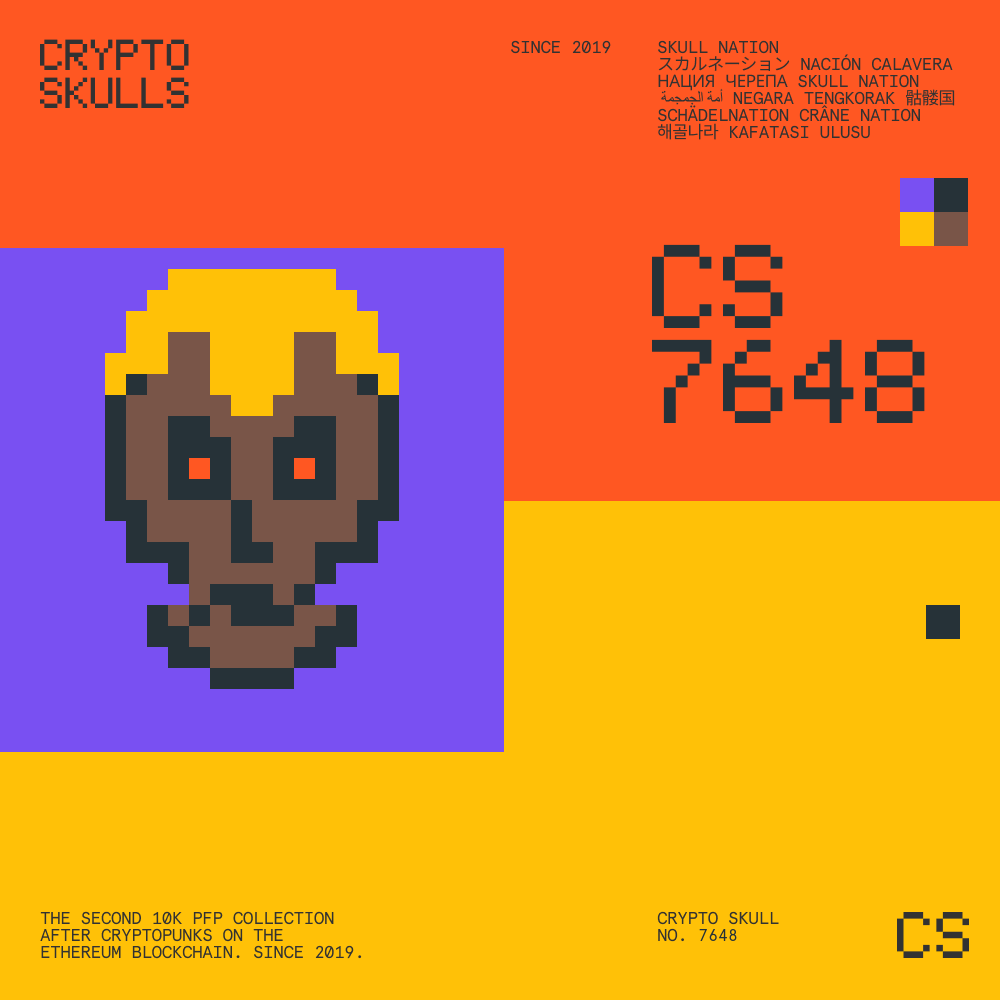 CRYPTO
SKULLS
SINCE 2019
SKULL NATION
スカルネーション NACIÓN CALAVERA
НАЦИЯ ЧЕРЕПА SKULL NATION
أمة الجمجمة NEGARA TENGKORAK 骷髅国
SCHÄDELNATION CRÂNE NATION
해골나라 KAFATASI ULUSU
CS
7648
THE SECOND 10K PFP COLLECTION
AFTER CRYPTOPUNKS ON THE
ETHEREUM BLOCKCHAIN. SINCE 2019.
CRYPTO SKULL
NO. 7648
CS